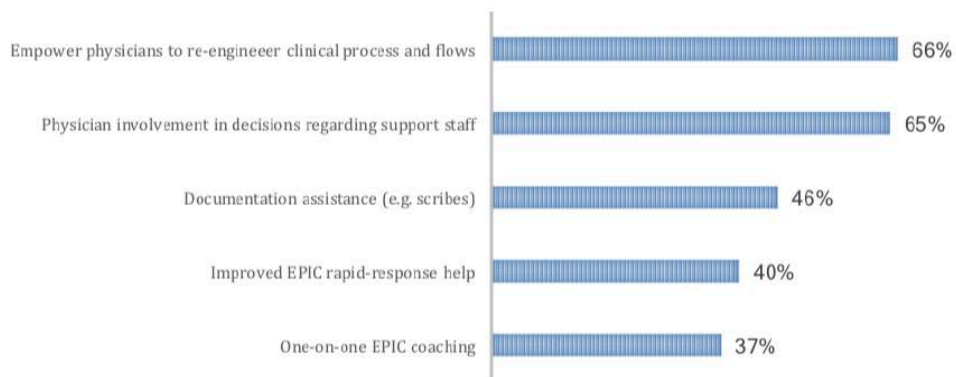 Empower physicians to re-engineeer clinical process and flows 66%
Physician involvement in decisions regarding support staff 65%
Documentation assistance (e.g. scribes) 46%
Improved EPIC rapid-response help 40%
One-on-one EPIC coaching 37%